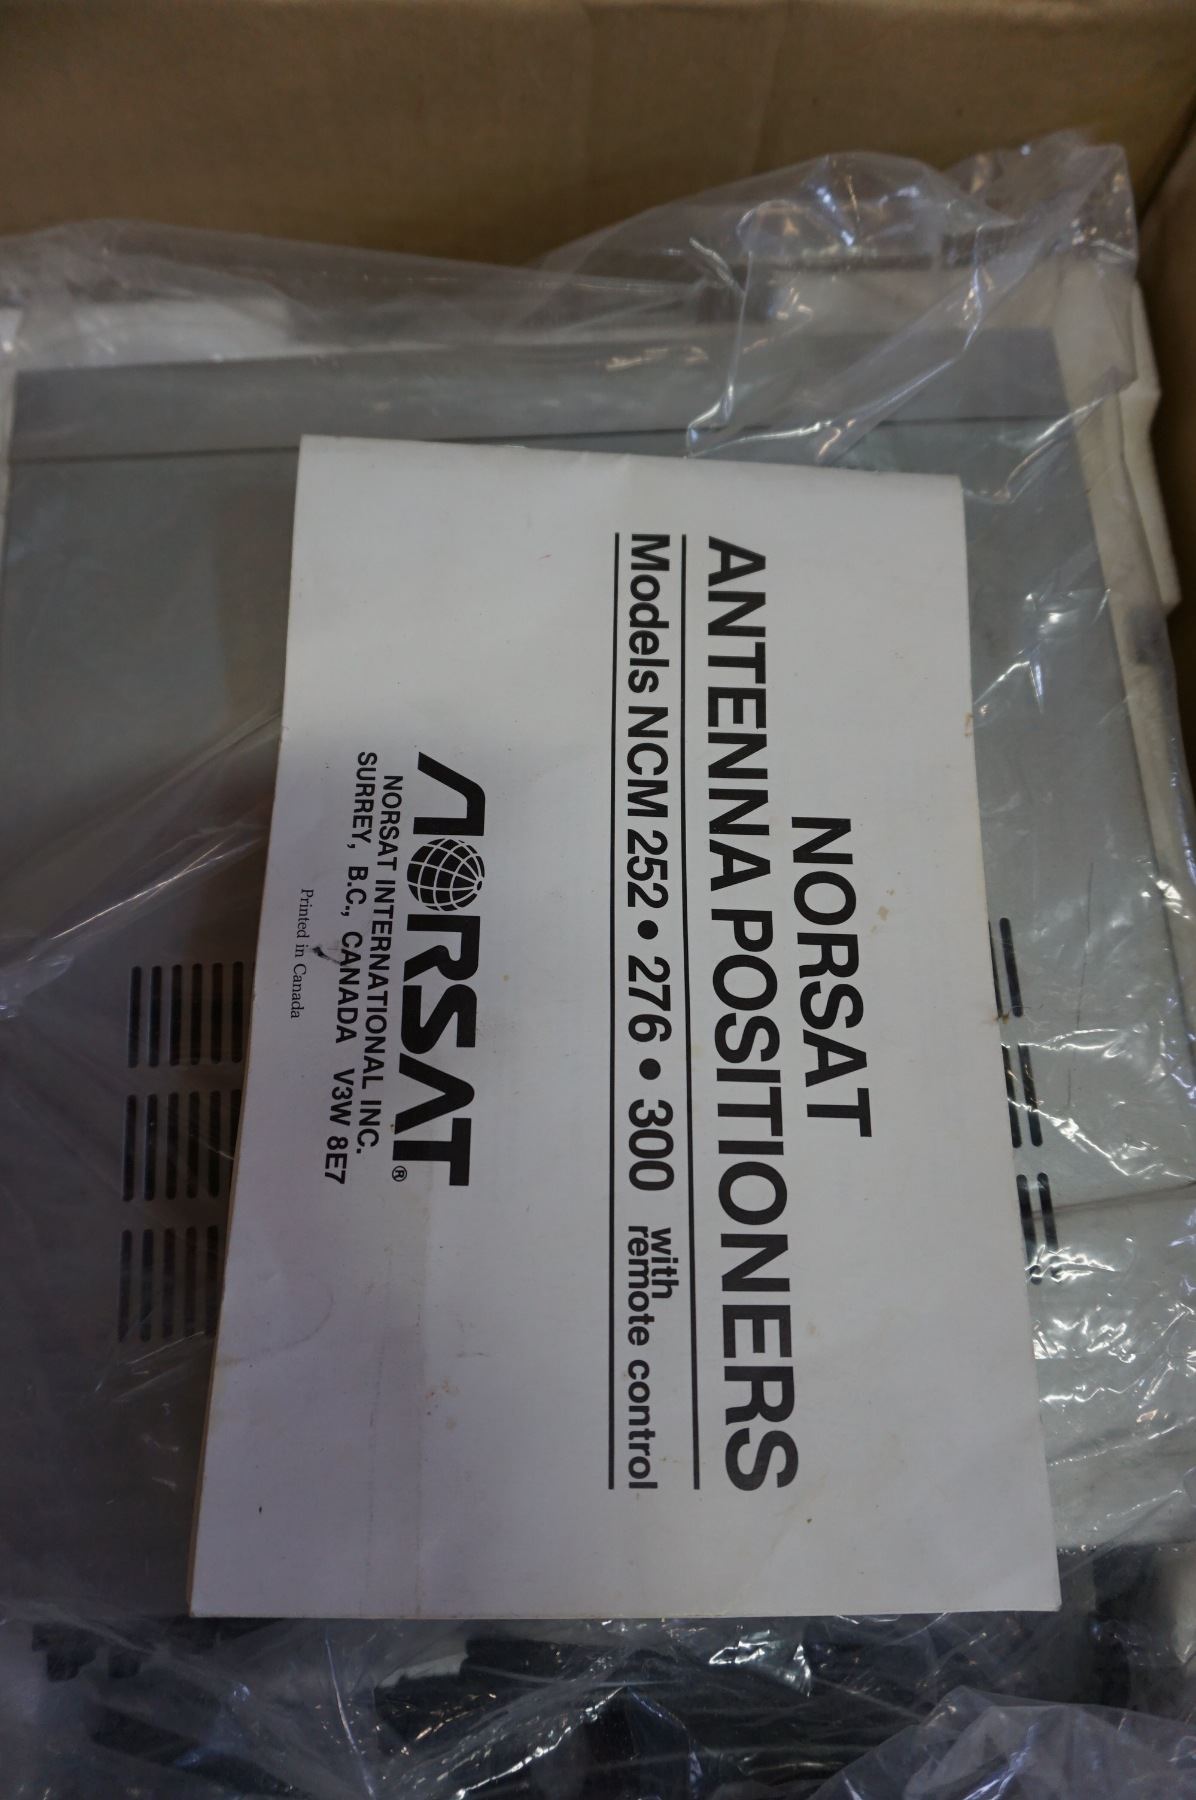 NORSAT
ANTENNA POSITIONERS
Models NCM 252 • 276 • 300 with remote control
NORSAT®
NORSAT INTERNATIONAL INC.
SURREY, B.C., CANADA V3W 8E7
Printed in Canada